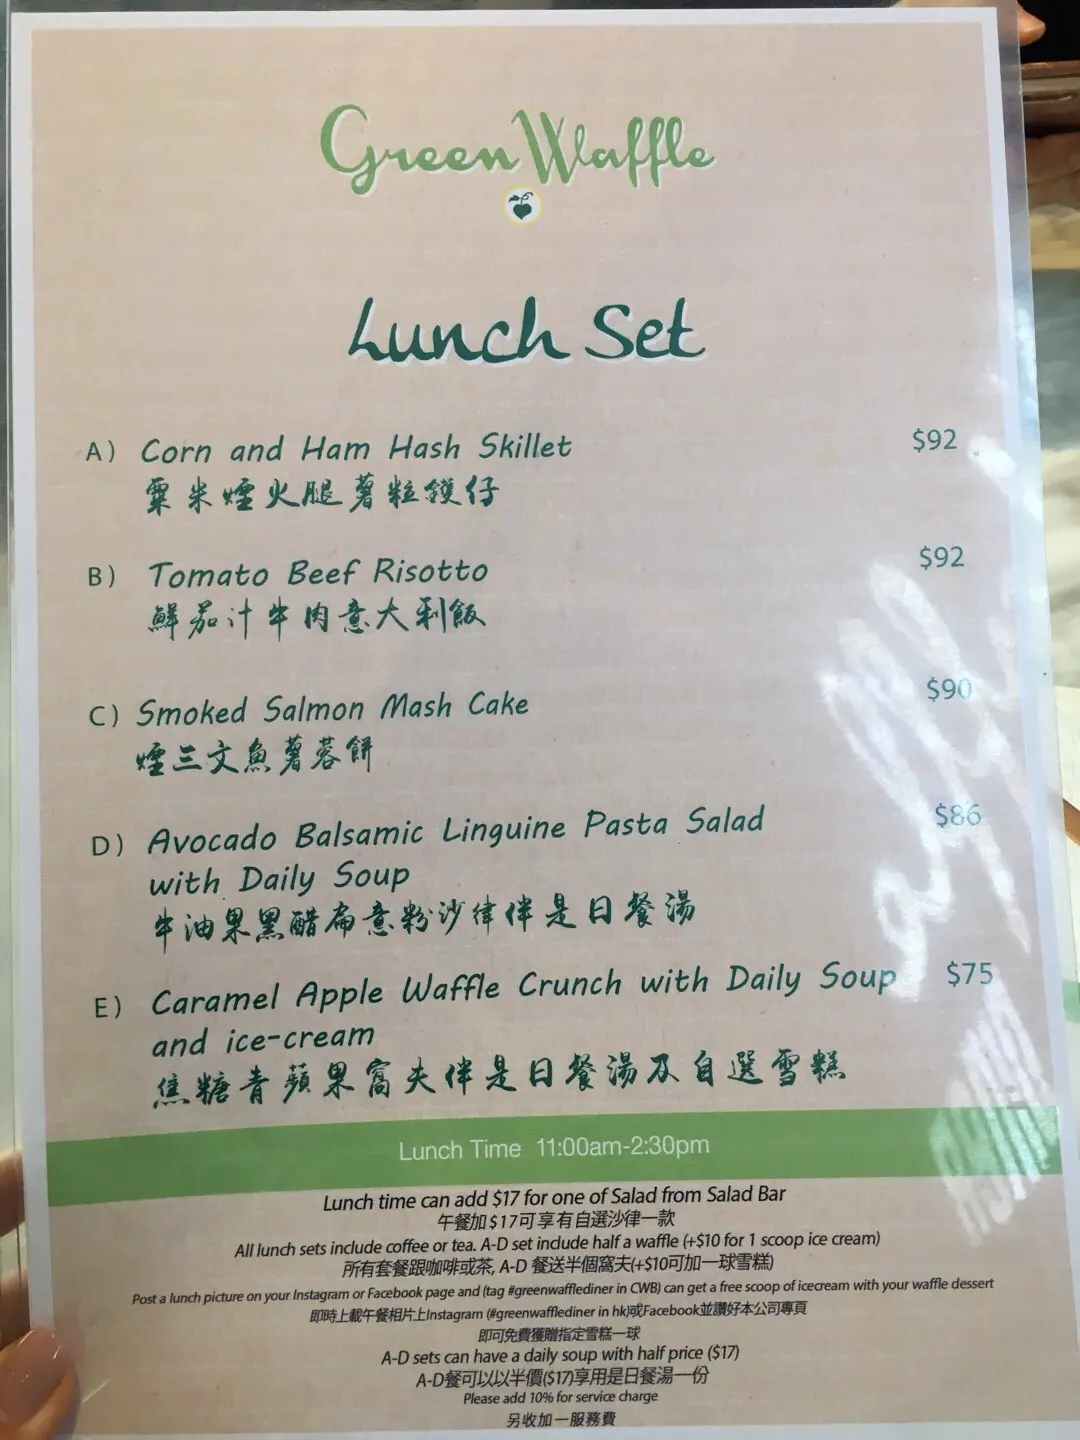 Green Waffle
Lunch Set
A) Corn and Ham Hash Skillet $92
粟米煙火腿薯粒鑊仔
B) Tomato Beef Risotto $92
鮮茄汁牛肉意大利飯
C) Smoked Salmon Mash Cake $90
煙三文魚薯蓉餅
D) Avocado Balsamic Linguine Pasta Salad $86
with Daily Soup
牛油果黑醋扁意粉沙律伴是日餐湯
E) Caramel Apple Waffle Crunch with Daily Soup $75
and ice-cream
焦糖青蘋果窩夫伴是日餐湯及自選雪糕
Lunch Time 11:00am-2:30pm
Lunch time can add $17 for one of Salad from Salad Bar
午餐加$17可享有自選沙律一款
All lunch sets include coffee or tea. A-D set include half a waffle (+$10 for 1 scoop ice cream)
所有套餐跟咖啡或茶, A-D 餐送半個窩夫(+$10可加一球雪糕)
Post a lunch picture on your Instagram or Facebook page and (tag #greenwafflediner in CWB) can get a free scoop of icecream with your waffle dessert
即時上載午餐相片上Instagram (#greenwafflediner in hk)或Facebook並讚好本公司專頁
即可免費獲贈指定雪糕一球
A-D sets can have a daily soup with half price ($17)
A-D餐可以以半價($17)享用是日餐湯一份
Please add 10% for service charge
另收加一服務費